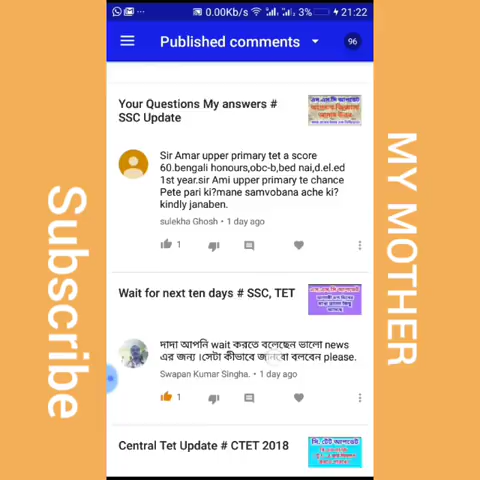 0.00Kb/s 3% 21:22
Published comments
96
Your Questions My answers #
SSC Update
Sir Amar upper primary tet a score
60.bengali honours,obc-b,bed nai,d.el.ed
1st year.sir Ami upper primary te chance
Pete pari ki?mane samvobana ache ki?
kindly janaben.
sulekha Ghosh • 1 day ago
1
Wait for next ten days # SSC, TET
দাদা আপনি wait করতে বলেছেন ভালো news
এর জন্য ।সেটা কীভাবে জানবো বলবেন please.
Swapan Kumar Singha. • 1 day ago
1
Central Tet Update # CTET 2018
Subscribe
MY MOTHER